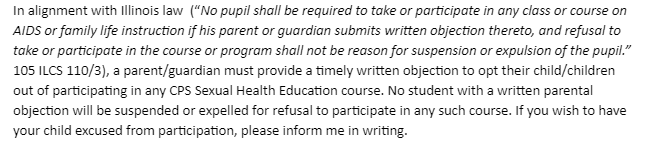 In alignment with Illinois law  (“No pupil shall be required to take or participate in any class or course on
AIDS or family life instruction if his parent or guardian submits written objection thereto, and refusal to
take or participate in the course or program shall not be reason for suspension or expulsion of the pupil.”
105 ILCS 110/3), a parent/guardian must provide a timely written objection to opt their child/children
out of participating in any CPS Sexual Health Education course. No student with a written parental
objection will be suspended or expelled for refusal to participate in any such course. If you wish to have
your child excused from participation, please inform me in writing.